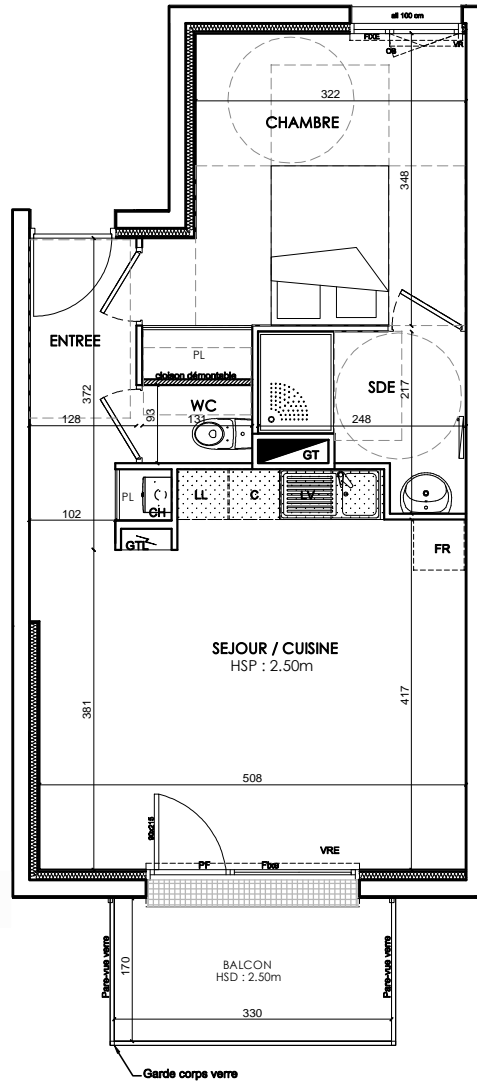 all 100 cm
FIXE
OB
VR
322
CHAMBRE
348
ENTREE
372
PL
cloison démontable
SDE
217
WC
93
128
131
248
GT
PL
CH
LL
C
LV
102
GTL
FR
SEJOUR / CUISINE
HSP : 2.50m
381
417
508
90x215
VRE
PF
Fixe
Pare-vue verre
170
BALCON
HSD : 2.50m
Pare-vue verre
330
Garde corps verre